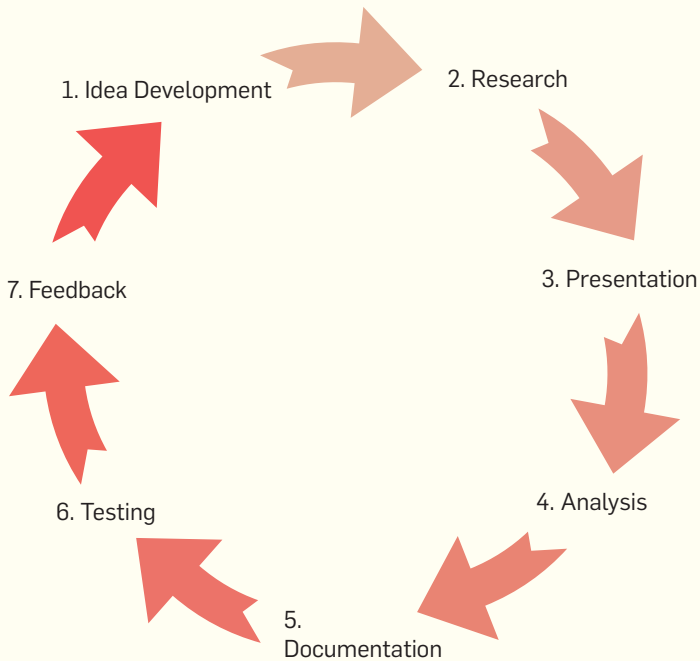 1. Idea Development
2. Research
3. Presentation
4. Analysis
5.
Documentation
6. Testing
7. Feedback